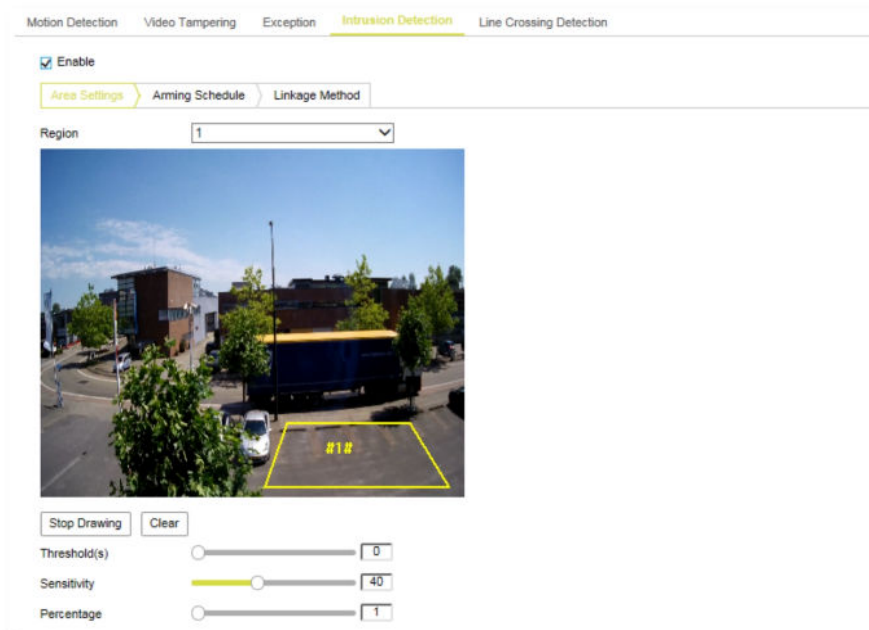 Motion Detection Video Tampering Exception Intrusion Detection Line Crossing Detection
Enable
Area Settings Arming Schedule Linkage Method
Region 1
#1#
Stop Drawing Clear
Threshold(s) 0
Sensitivity 40
Percentage 1